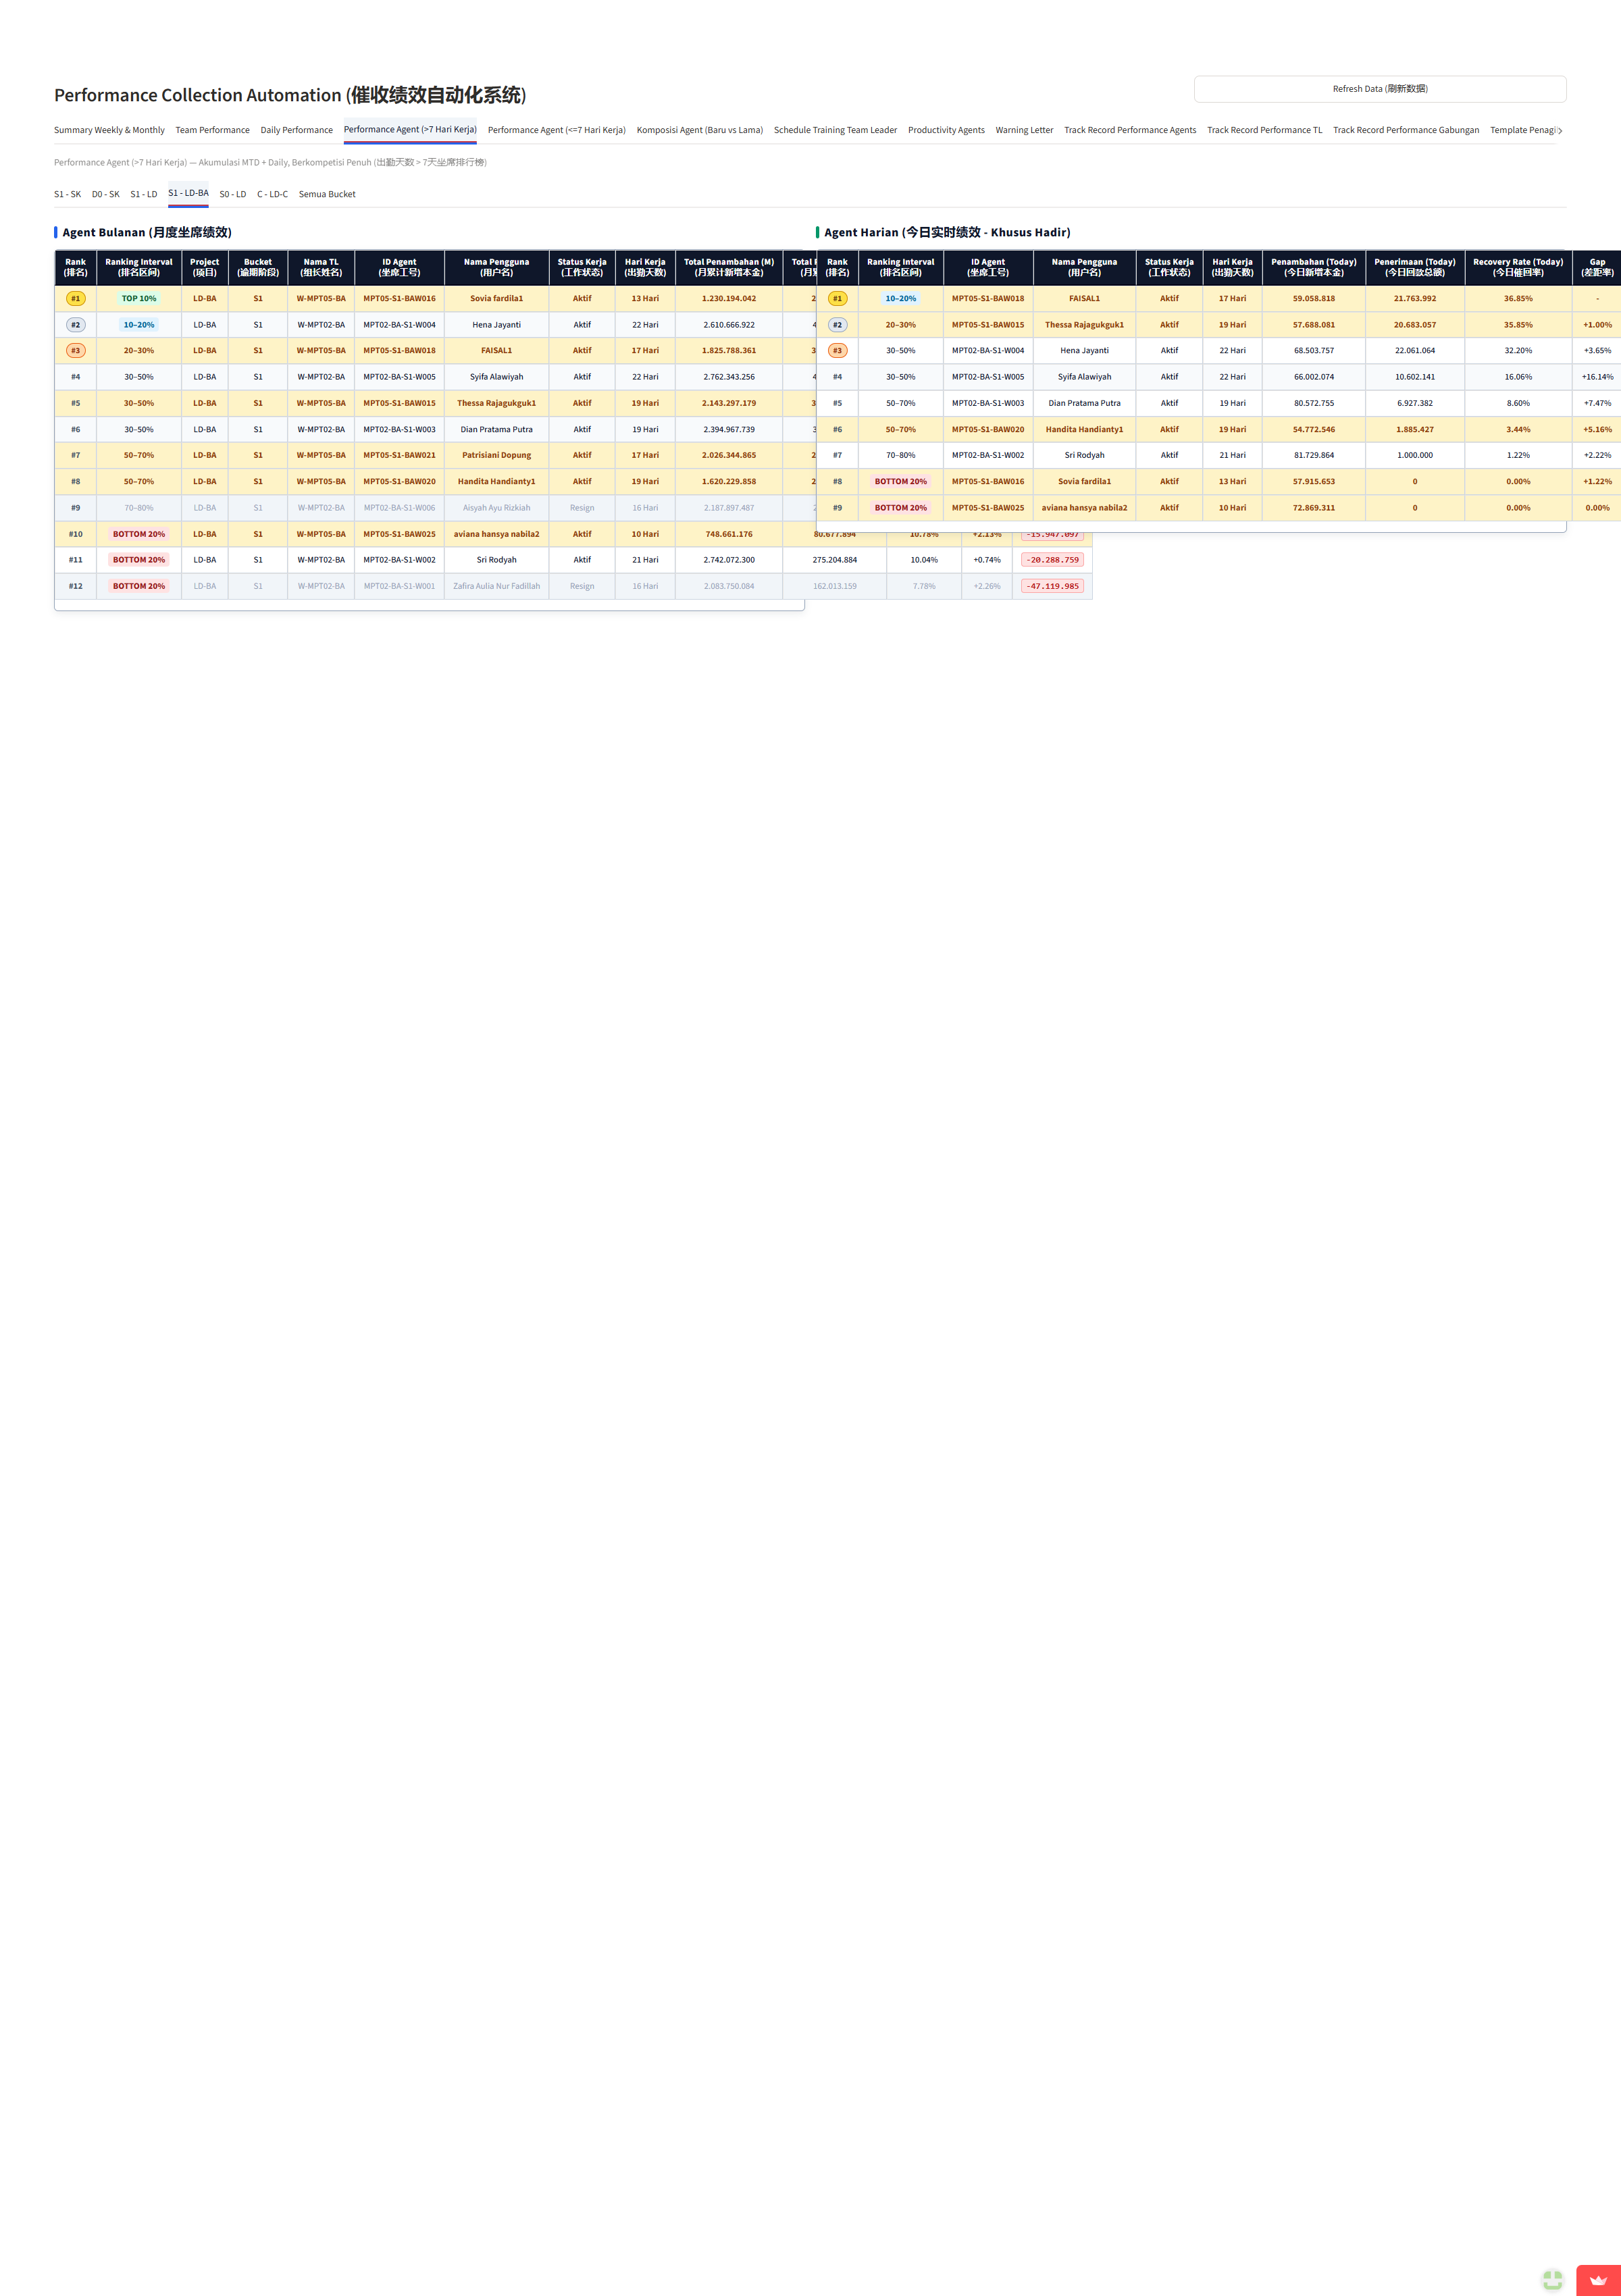 Performance Collection Automation (催收绩效自动化系统)
Refresh Data (刷新数据)
Summary Weekly & Monthly Team Performance Daily Performance Performance Agent (>7 Hari Kerja) Performance Agent (<=7 Hari Kerja) Komposisi Agent (Baru vs Lama) Schedule Training Team Leader Productivity Agents Warning Letter Track Record Performance Agents Track Record Performance TL Track Record Performance Gabungan Template
Performance Agent (>7 Hari Kerja) — Akumulasi MTD + Daily, Berkompetisi Penuh (出勤天数 > 7天坐席排行榜)
S1 - SK D0 - SK S1 - LD S1 - LD-BA S0 - LD C - LD-C Semua Bucket
Agent Bulanan (月度坐席绩效)
Rank Ranking Interval Project Bucket Nama TL ID Agent Nama Pengguna Status Kerja Hari Kerja Total Penambahan (M) Total
(排名) (排名区间) (项目) (逾期阶段) (组长姓名) (坐席工号) (用户名) (工作状态) (出勤天数) (月累计新增本金)
#1 TOP 10% LD-BA S1 W-MPT05-BA MPT05-S1-BAW016 Sovia fardila1 Aktif 13 Hari 1.230.194.042
#2 10–20% LD-BA S1 W-MPT02-BA MPT02-BA-S1-W004 Hena Jayanti Aktif 22 Hari 2.610.666.922
#3 20–30% LD-BA S1 W-MPT05-BA MPT05-S1-BAW018 FAISAL1 Aktif 17 Hari 1.825.788.361
#4 30–50% LD-BA S1 W-MPT02-BA MPT02-BA-S1-W005 Syifa Alawiyah Aktif 22 Hari 2.762.343.256
#5 30–50% LD-BA S1 W-MPT05-BA MPT05-S1-BAW015 Thessa Rajagukguk1 Aktif 19 Hari 2.143.297.179
#6 30–50% LD-BA S1 W-MPT02-BA MPT02-BA-S1-W003 Dian Pratama Putra Aktif 19 Hari 2.394.967.739
#7 50–70% LD-BA S1 W-MPT05-BA MPT05-S1-BAW021 Patrisiani Dopung Aktif 17 Hari 2.026.344.865
#8 50–70% LD-BA S1 W-MPT05-BA MPT05-S1-BAW020 Handita Handianty1 Aktif 19 Hari 1.620.229.858
#9 70–80% LD-BA S1 W-MPT02-BA MPT02-BA-S1-W006 Aisyah Ayu Rizkiah Resign 16 Hari 2.187.897.487
#10 BOTTOM 20% LD-BA S1 W-MPT05-BA MPT05-S1-BAW025 aviana hansya nabila2 Aktif 10 Hari 748.661.176 80.677.894 10.78% +2.13% -15.947.097
#11 BOTTOM 20% LD-BA S1 W-MPT02-BA MPT02-BA-S1-W002 Sri Rodyah Aktif 21 Hari 2.742.072.300 275.204.884 10.04% +0.74% -20.288.759
#12 BOTTOM 20% LD-BA S1 W-MPT02-BA MPT02-BA-S1-W001 Zafira Aulia Nur Fadillah Resign 16 Hari 2.083.750.084 162.013.159 7.78% +2.26% -47.119.985
Agent Harian (今日实时绩效 - Khusus Hadir)
Rank Ranking Interval ID Agent Nama Pengguna Status Kerja Hari Kerja Penambahan (Today) Penerimaan (Today) Recovery Rate (Today) Gap
(排名) (排名区间) (坐席工号) (用户名) (工作状态) (出勤天数) (今日新增本金) (今日回款总额) (今日催回率) (差距率)
#1 10–20% MPT05-S1-BAW018 FAISAL1 Aktif 17 Hari 59.058.818 21.763.992 36.85% -
#2 20–30% MPT05-S1-BAW015 Thessa Rajagukguk1 Aktif 19 Hari 57.688.081 20.683.057 35.85% +1.00%
#3 30–50% MPT02-BA-S1-W004 Hena Jayanti Aktif 22 Hari 68.503.757 22.061.064 32.20% +3.65%
#4 30–50% MPT02-BA-S1-W005 Syifa Alawiyah Aktif 22 Hari 66.002.074 10.602.141 16.06% +16.14%
#5 50–70% MPT02-BA-S1-W003 Dian Pratama Putra Aktif 19 Hari 80.572.755 6.927.382 8.60% +7.47%
#6 50–70% MPT05-S1-BAW020 Handita Handianty1 Aktif 19 Hari 54.772.546 1.885.427 3.44% +5.16%
#7 70–80% MPT02-BA-S1-W002 Sri Rodyah Aktif 21 Hari 81.729.864 1.000.000 1.22% +2.22%
#8 BOTTOM 20% MPT05-S1-BAW016 Sovia fardila1 Aktif 13 Hari 57.915.653 0 0.00% +1.22%
#9 BOTTOM 20% MPT05-S1-BAW025 aviana hansya nabila2 Aktif 10 Hari 72.869.311 0 0.00% 0.00%